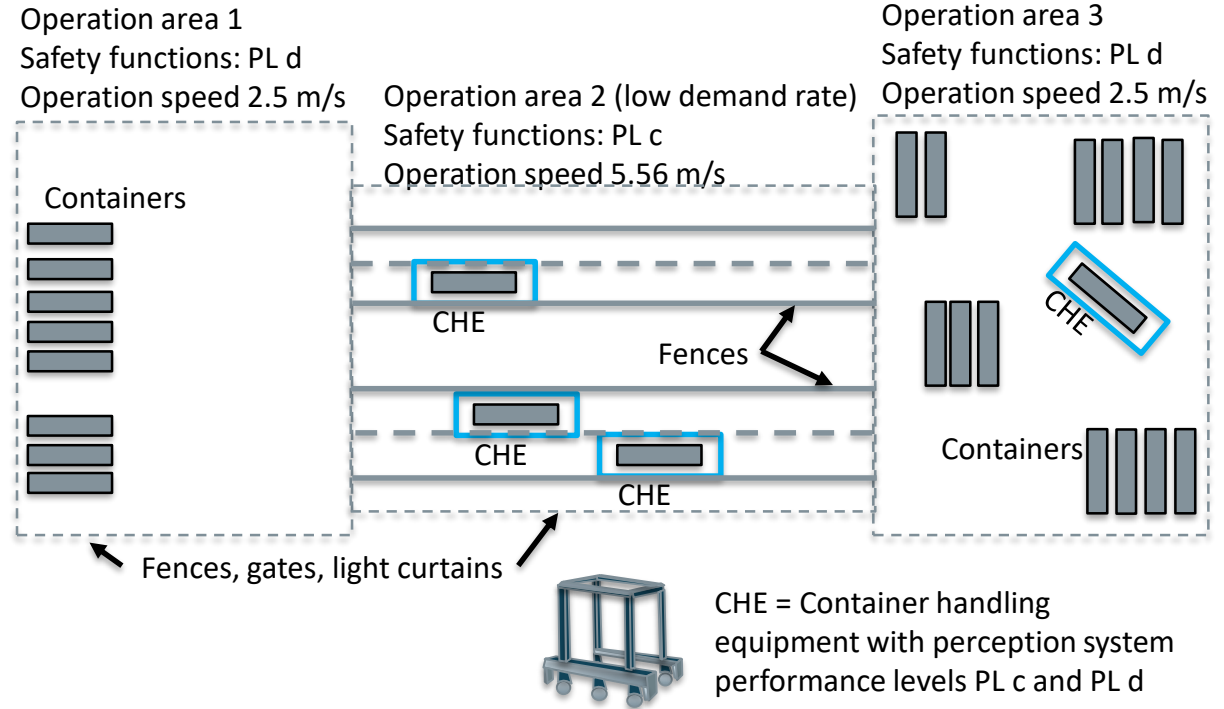 Operation area 1
Safety functions: PL d
Operation speed 2.5 m/s
Operation area 2 (low demand rate)
Safety functions: PL c
Operation speed 5.56 m/s
Operation area 3
Safety functions: PL d
Operation speed 2.5 m/s
Containers
CHE
CHE
Fences
CHE
CHE
Containers
Fences, gates, light curtains
CHE = Container handling
equipment with perception system
performance levels PL c and PL d